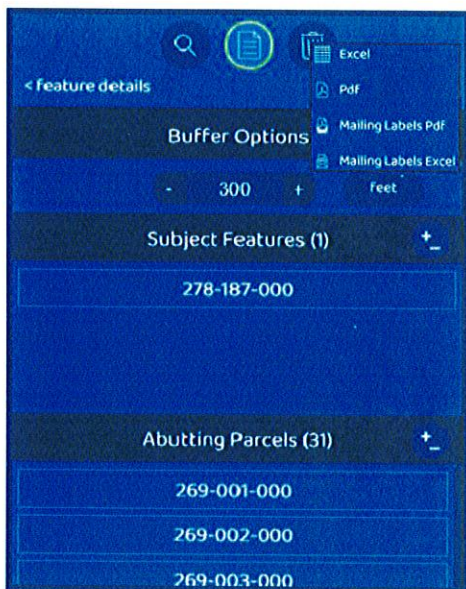 Excel
< feature details
Pdf
Mailing Labels Pdf
Buffer Options
Mailing Labels Excel
- 300 + feet
Subject Features (1)
+_
278-187-000
Abutting Parcels (31)
+_
269-001-000
269-002-000
269-003-000